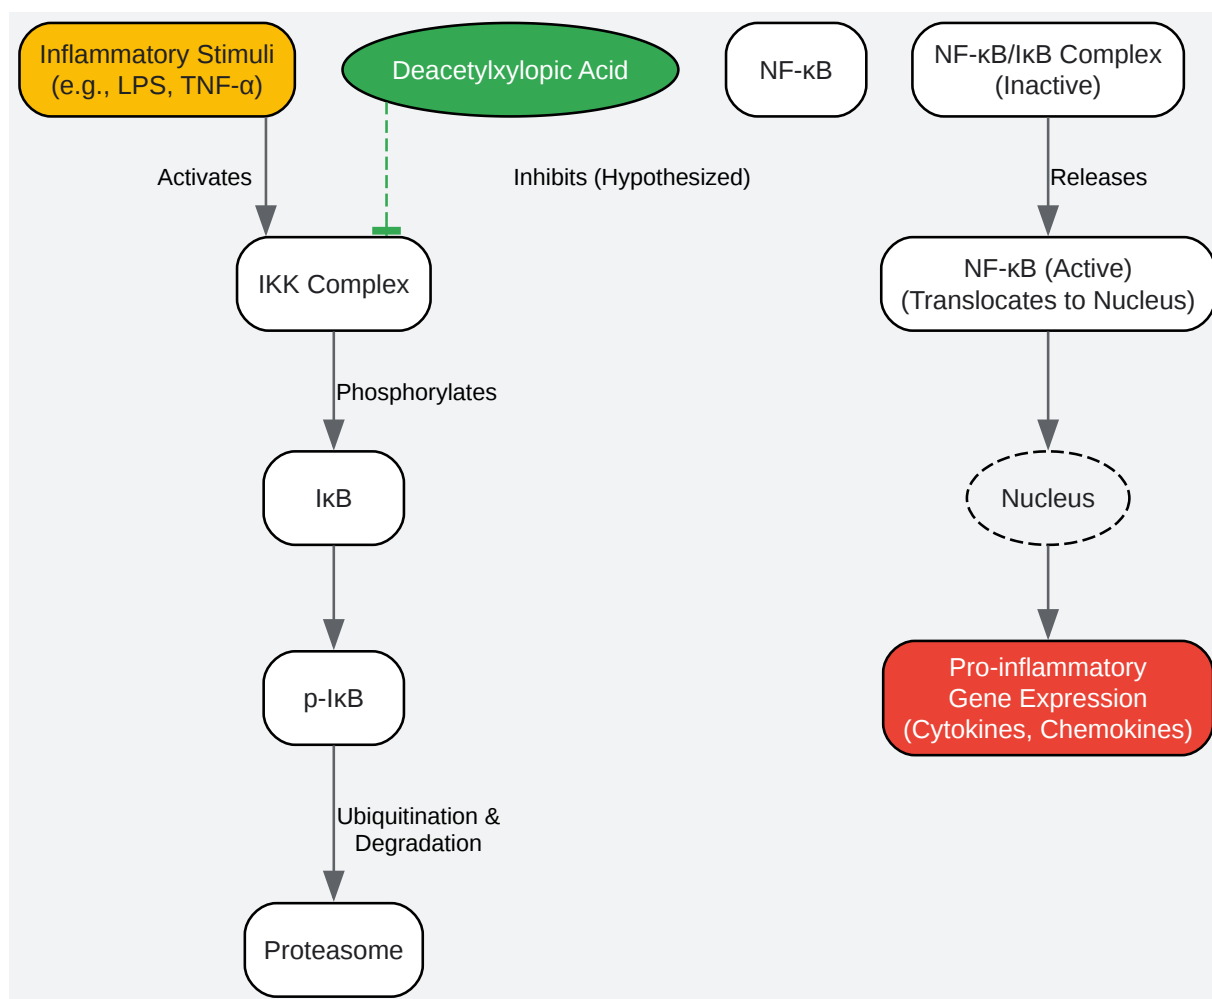 Inflammatory Stimuli
(e.g., LPS, TNF-α)
Deacetylxylopic Acid
NF-κB
NF-κB/IκB Complex
(Inactive)
Activates
Inhibits (Hypothesized)
Releases
IKK Complex
NF-κB (Active)
(Translocates to Nucleus)
Phosphorylates
IκB
Nucleus
p-IκB
Pro-inflammatory
Gene Expression
(Cytokines, Chemokines)
Ubiquitination &
Degradation
Proteasome